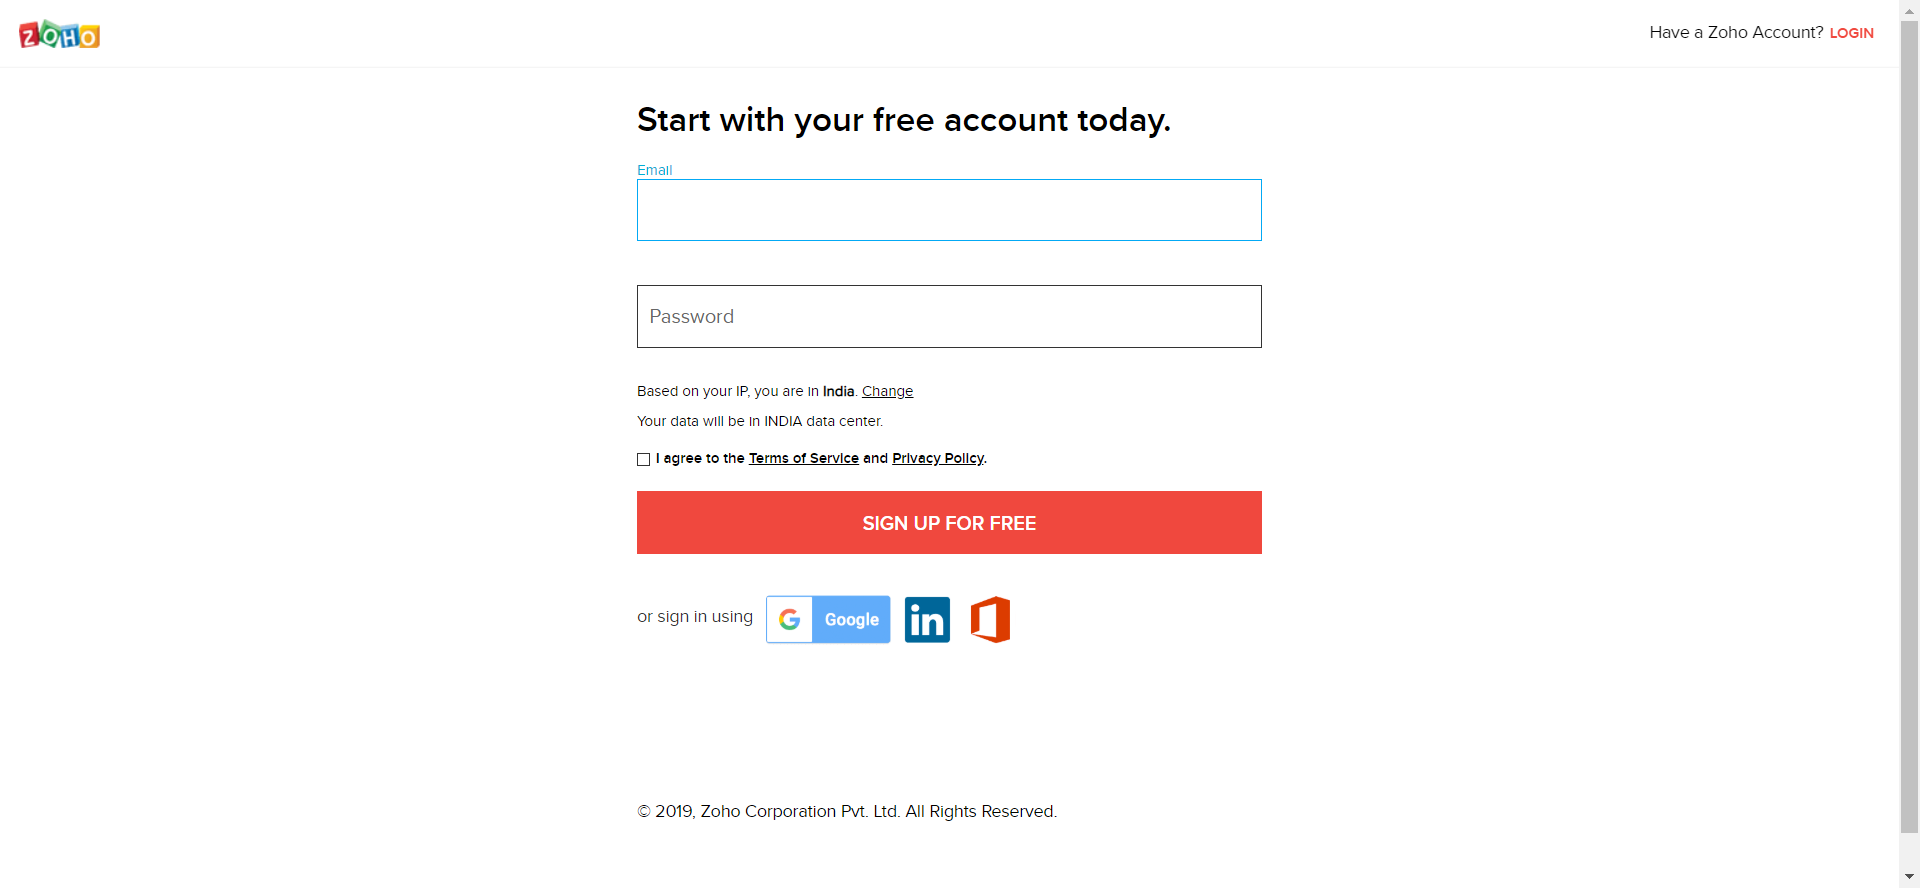 ZOHO
Have a Zoho Account? LOGIN
Start with your free account today.
Email
Password
Based on your IP, you are in India. Change
Your data will be in INDIA data center.
I agree to the Terms of Service and Privacy Policy.
SIGN UP FOR FREE
or sign in using
G Google
in
© 2019, Zoho Corporation Pvt. Ltd. All Rights Reserved.